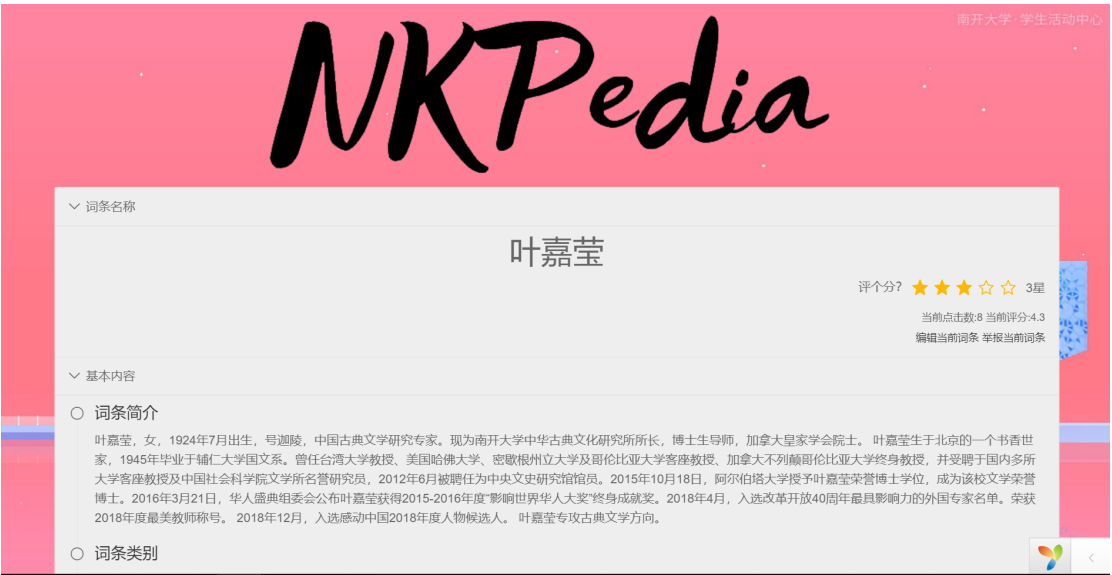 南开大学·学生活动中心
NKPedia
词条名称
叶嘉莹
评个分? 3星
当前点击数:8 当前评分:4.3
编辑当前词条 举报当前词条
基本内容
词条简介
叶嘉莹，女，1924年7月出生，号迦陵，中国古典文学研究专家。现为南开大学中华古典文化研究所所长，博士生导师，加拿大皇家学会院士。 叶嘉莹生于北京的一个书香世
家，1945年毕业于辅仁大学国文系。曾任台湾大学教授、美国哈佛大学、密歇根州立大学及哥伦比亚大学客座教授、加拿大不列颠哥伦比亚大学终身教授，并受聘于国内多所
大学客座教授及中国社会科学院文学所名誉研究员，2012年6月被聘任为中央文史研究馆馆员。2015年10月18日，阿尔伯塔大学授予叶嘉莹荣誉博士学位，成为该校文学荣誉
博士。2016年3月21日，华人盛典组委会公布叶嘉莹获得2015-2016年度“影响世界华人大奖”终身成就奖。2018年4月，入选改革开放40周年最具影响力的外国专家名单。荣获
2018年度最美教师称号。 2018年12月，入选感动中国2018年度人物候选人。 叶嘉莹专攻古典文学方向。
词条类别